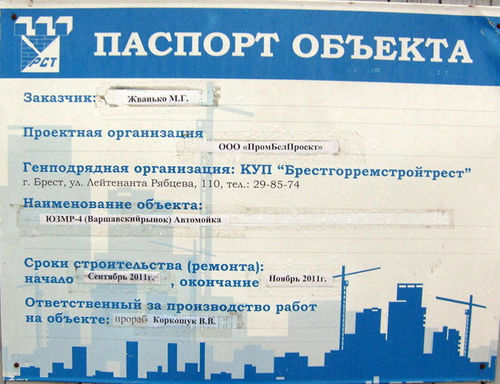 РСТ
ПАСПОРТ ОБЪЕКТА
Заказчик: Жванько М.Г.
Проектная организация
ООО «ПромБелПроект»
Генподрядная организация: КУП “Брестгорремстройтрест”
г. Брест, ул. Лейтенанта Рябцева, 110, тел.: 29-85-74
Наименование объекта:
ЮЗМР-4 (Варшавскийрынок) Автомойка
Сроки строительства (ремонта):
начало Сентябрь 2011г. , окончание Ноябрь 2011г.
Ответственный за производство работ
на объекте: прораб Коркошук В.В.